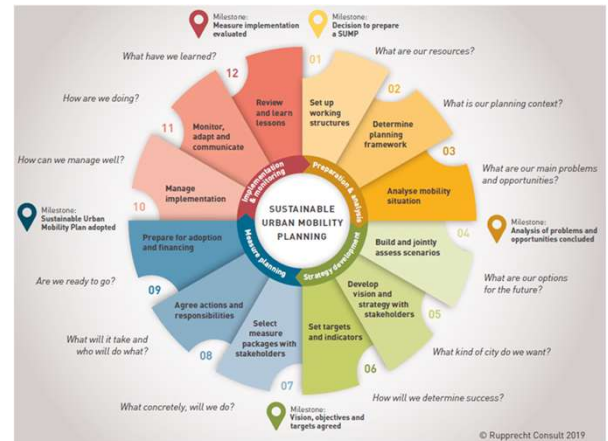 Milestone:
Measure implementation
evaluated
Milestone:
Decision to prepare
a SUMP
What have we learned?
What are our resources?
12
01
How are we doing?
Review
and learn
lessons
Set up
working
structures
02
What is our planning context?
11
Monitor,
adapt and
communicate
Determine
planning
framework
03
How can we manage well?
What are our main problems
and opportunities?
Manage
implementation
Implementation
& monitoring
Preparation & analysis
Analyse mobility
situation
10
Milestone:
Sustainable Urban
Mobility Plan adopted
SUSTAINABLE
URBAN MOBILITY
PLANNING
04
Milestone:
Analysis of problems and
opportunities concluded
Prepare for adoption
and financing
Measure planning
Strategy development
Build and jointly
assess scenarios
Are we ready to go?
09
What are our options
for the future?
Agree actions and
responsibilities
Develop
vision and
strategy with
stakeholders
05
What will it take and
who will do what?
08
Select
measure
packages with
stakeholders
Set targets
and indicators
What kind of city do we want?
07
06
What concretely, will we do?
How will we determine success?
Milestone:
Vision, objectives and
targets agreed
© Rupprecht Consult 2019